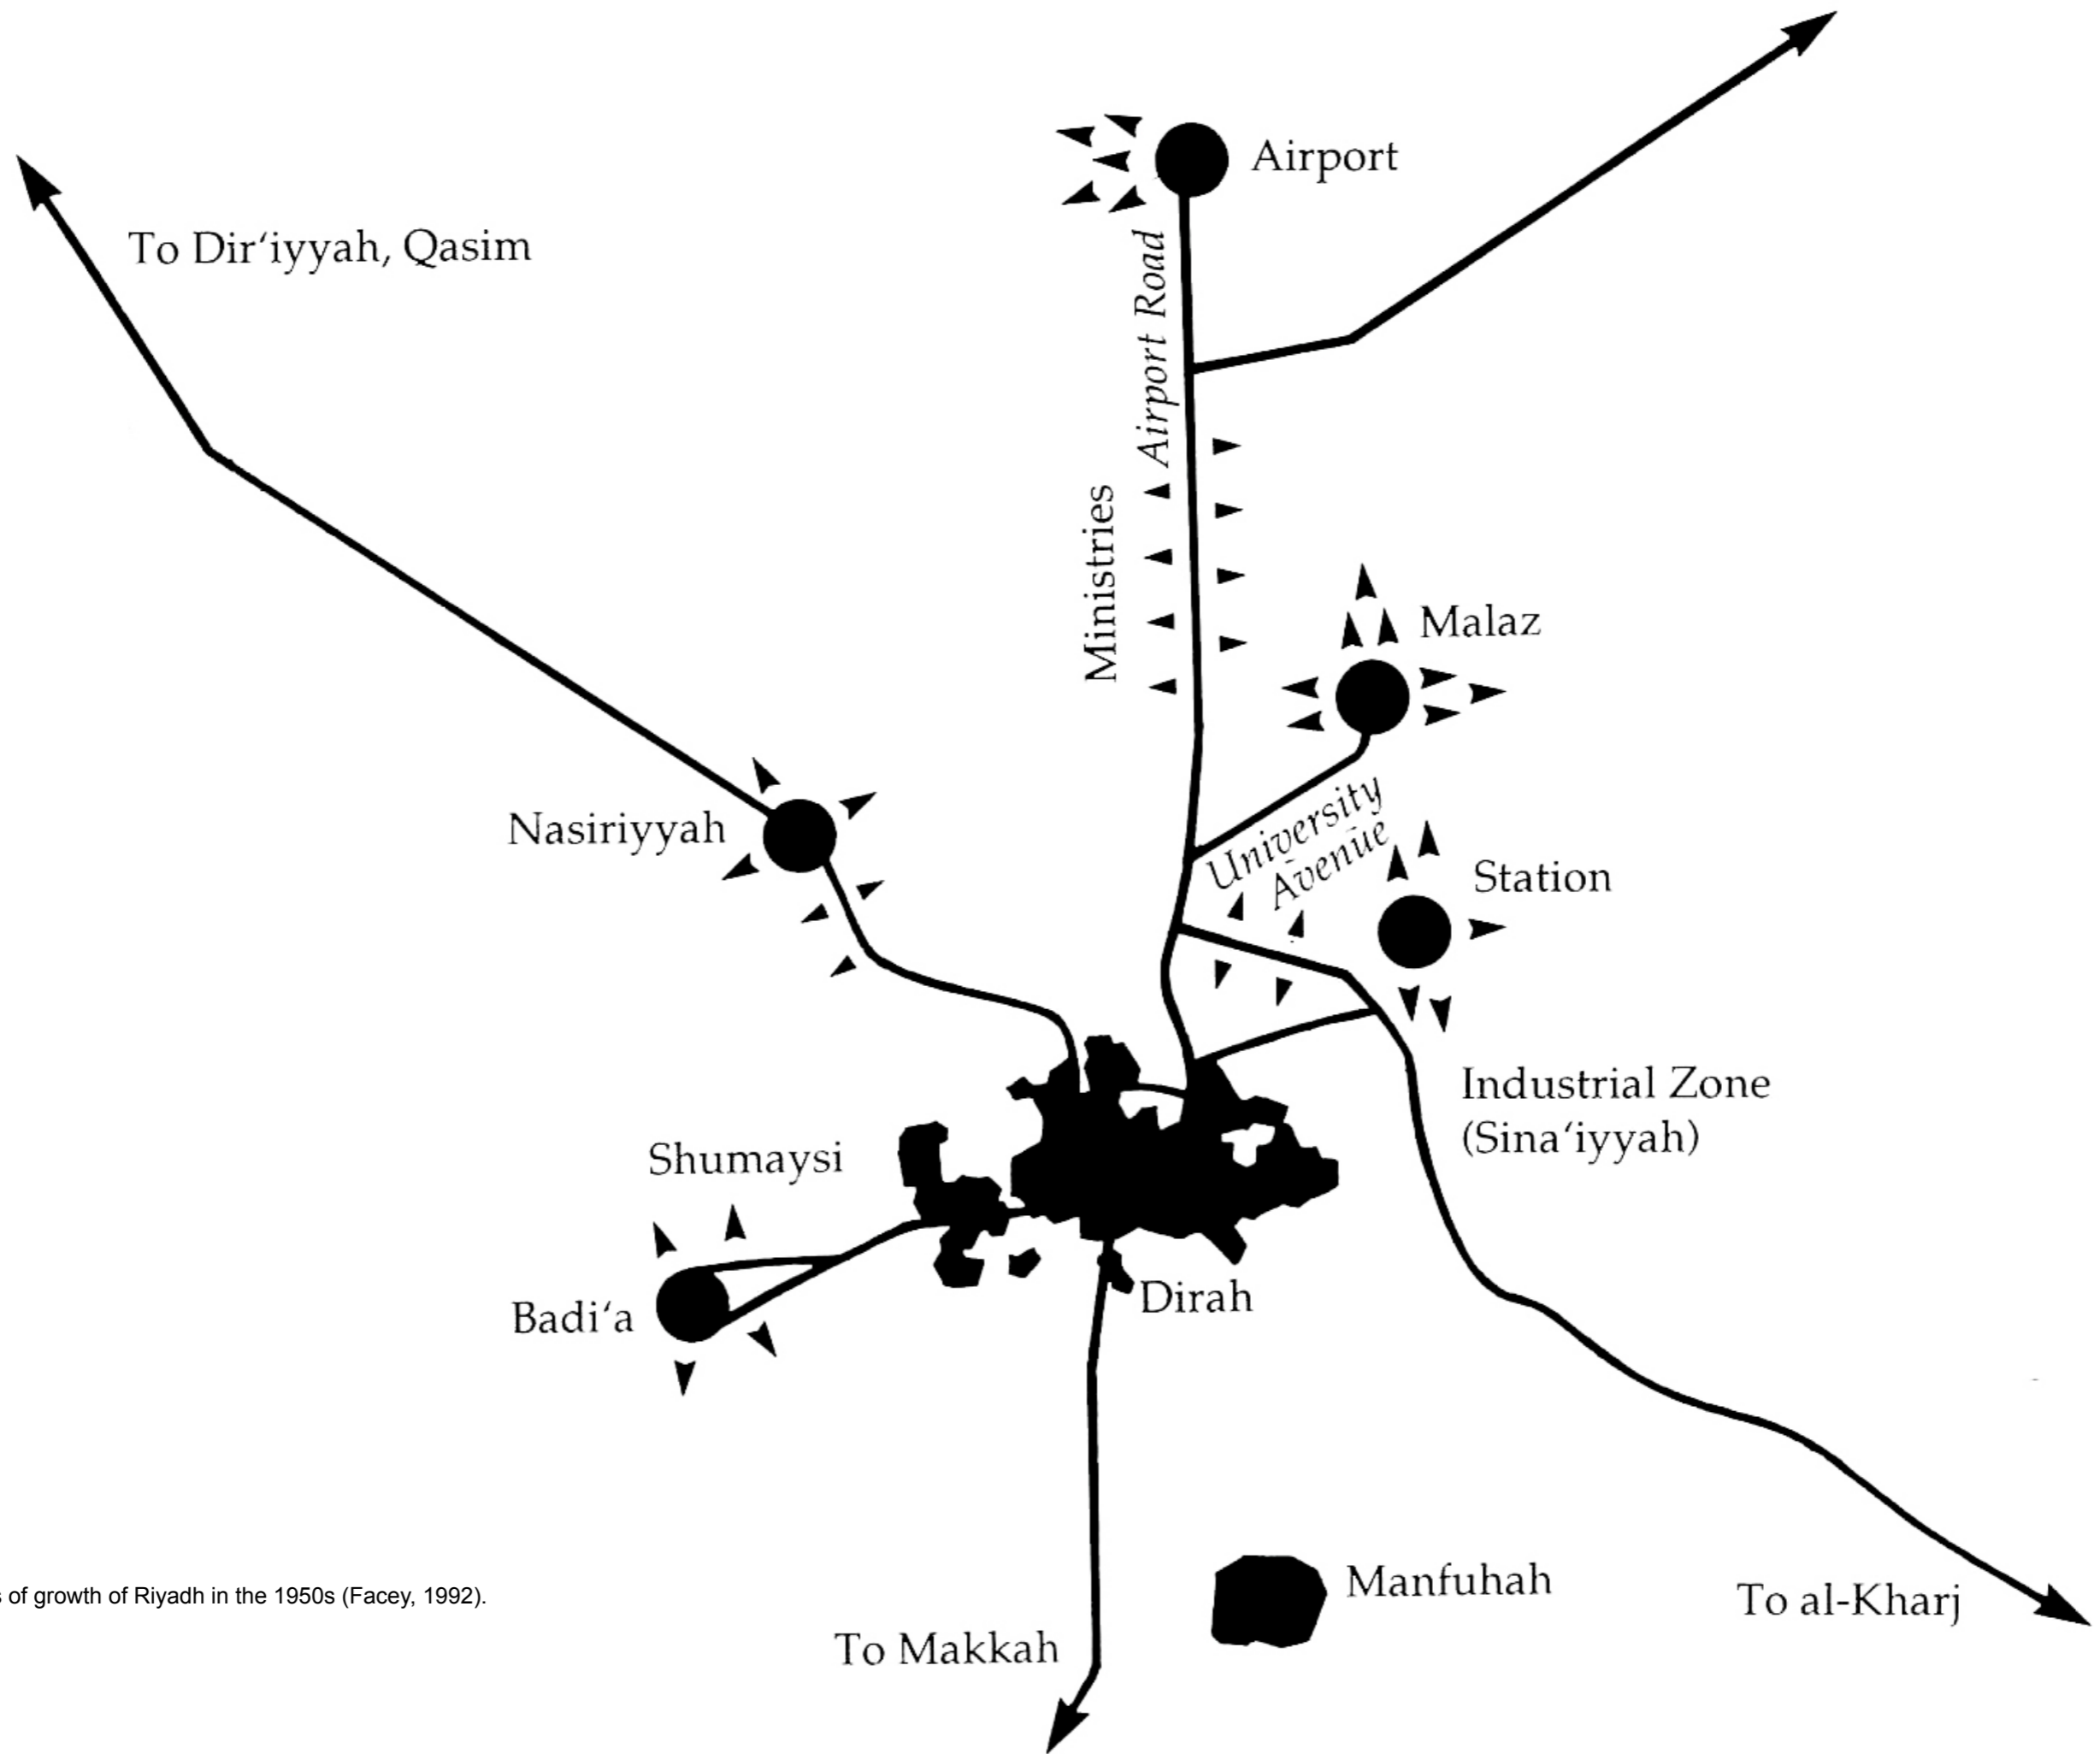 Airport
To Dir‘iyyah, Qasim
Airport Road
Ministries
Malaz
Nasiriyyah
University
Avenue
Station
Industrial Zone
(Sina‘iyyah)
Shumaysi
Badi‘a
Dirah
Manfuhah
s of growth of Riyadh in the 1950s (Facey, 1992).
To al-Kharj
To Makkah